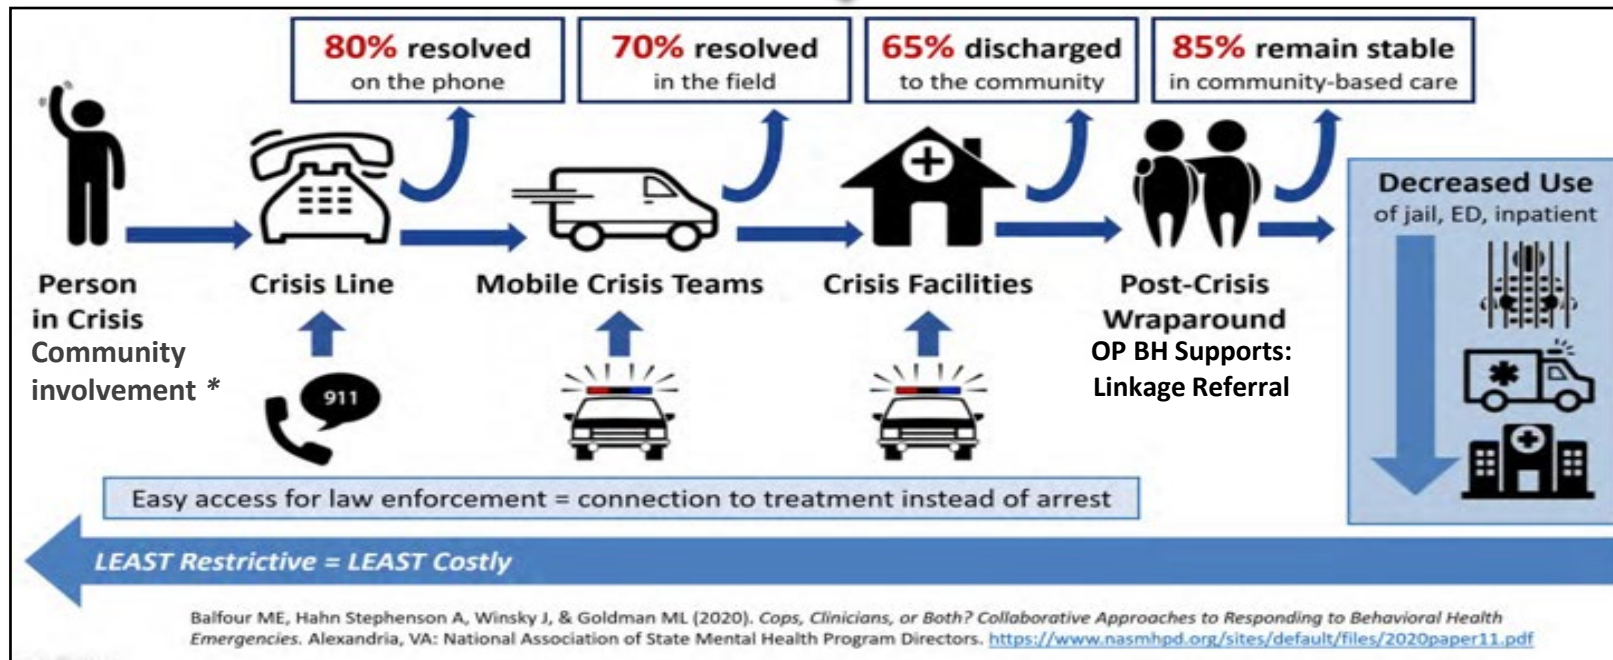 80% resolved
on the phone
70% resolved
in the field
65% discharged
to the community
85% remain stable
in community-based care
Person
in Crisis
Community
involvement *
Crisis Line
Mobile Crisis Teams
Crisis Facilities
Post-Crisis
Wraparound
OP BH Supports:
Linkage Referral
Decreased Use
of jail, ED, inpatient
911
Easy access for law enforcement = connection to treatment instead of arrest
LEAST Restrictive = LEAST Costly
Balfour ME, Hahn Stephenson A, Winsky J, & Goldman ML (2020). Cops, Clinicians, or Both? Collaborative Approaches to Responding to Behavioral Health
Emergencies. Alexandria, VA: National Association of State Mental Health Program Directors. https://www.nasmhpd.org/sites/default/files/2020paper11.pdf